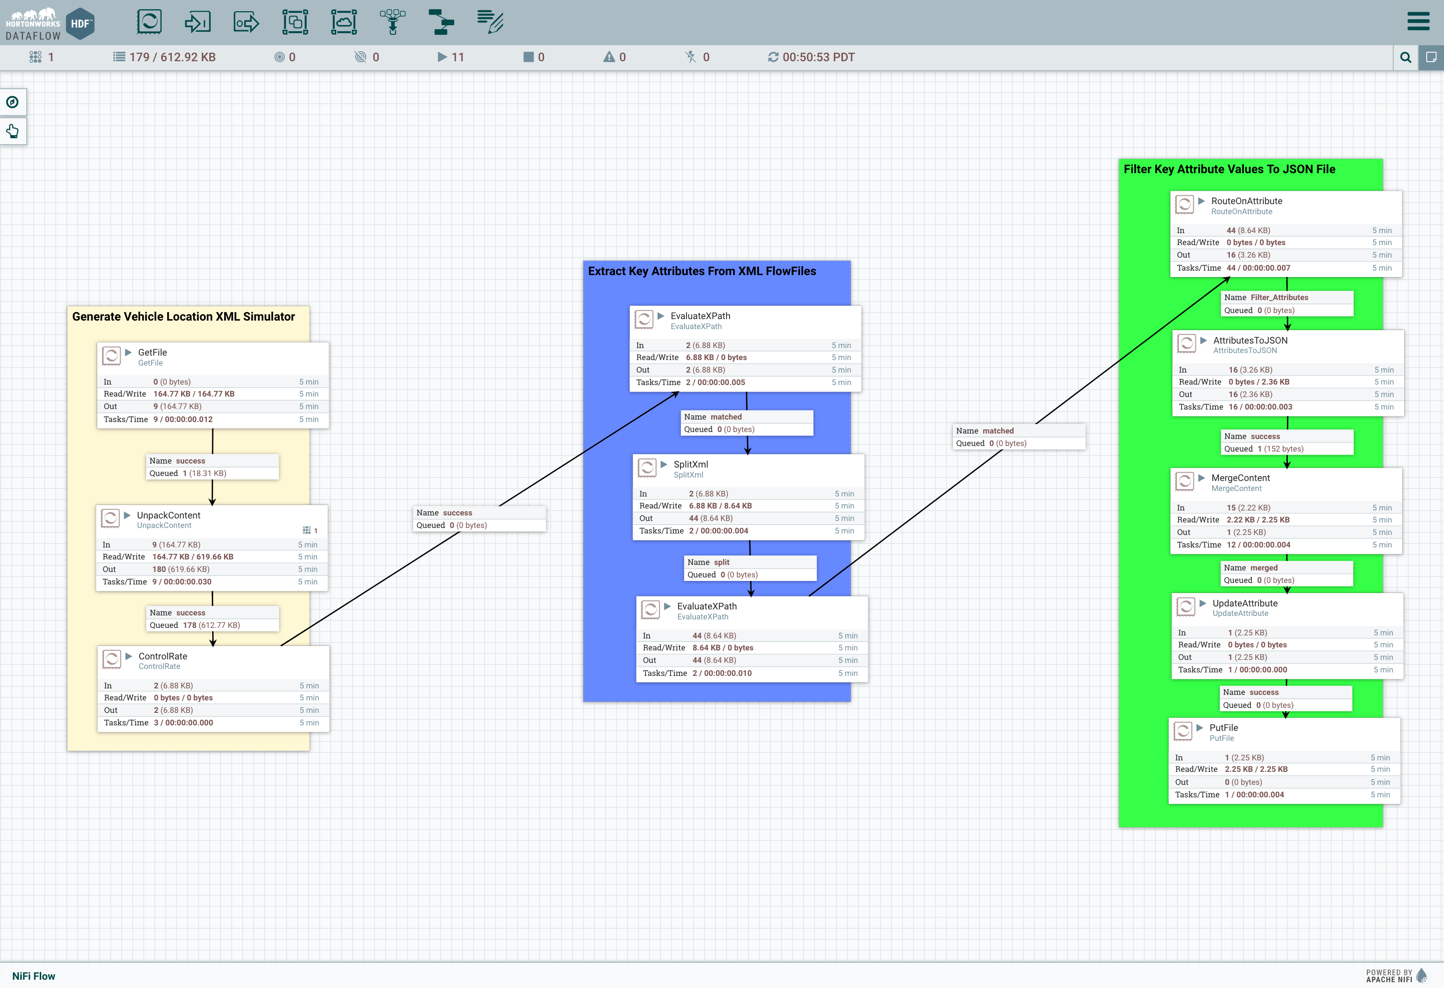 HORTONWORKS
DATAFLOW
HDF
1
179 / 612.92 KB
0
0
11
0
0
0
00:50:53 PDT
Generate Vehicle Location XML Simulator
GetFile
GetFile
In 0 (0 bytes) 5 min
Read/Write 164.77 KB / 164.77 KB 5 min
Out 9 (164.77 KB) 5 min
Tasks/Time 9 / 00:00:00.012 5 min
Name success
Queued 1 (18.31 KB)
UnpackContent
UnpackContent
1
In 9 (164.77 KB) 5 min
Read/Write 164.77 KB / 619.66 KB 5 min
Out 180 (619.66 KB) 5 min
Tasks/Time 9 / 00:00:00.030 5 min
Name success
Queued 178 (612.77 KB)
ControlRate
ControlRate
In 2 (6.88 KB) 5 min
Read/Write 0 bytes / 0 bytes 5 min
Out 2 (6.88 KB) 5 min
Tasks/Time 3 / 00:00:00.000 5 min
Name success
Queued 0 (0 bytes)
Extract Key Attributes From XML FlowFiles
EvaluateXPath
EvaluateXPath
In 2 (6.88 KB) 5 min
Read/Write 6.88 KB / 0 bytes 5 min
Out 2 (6.88 KB) 5 min
Tasks/Time 2 / 00:00:00.005 5 min
Name matched
Queued 0 (0 bytes)
SplitXml
SplitXml
In 2 (6.88 KB) 5 min
Read/Write 6.88 KB / 8.64 KB 5 min
Out 44 (8.64 KB) 5 min
Tasks/Time 2 / 00:00:00.004 5 min
Name split
Queued 0 (0 bytes)
EvaluateXPath
EvaluateXPath
In 44 (8.64 KB) 5 min
Read/Write 8.64 KB / 0 bytes 5 min
Out 44 (8.64 KB) 5 min
Tasks/Time 2 / 00:00:00.010 5 min
Name matched
Queued 0 (0 bytes)
Filter Key Attribute Values To JSON File
RouteOnAttribute
RouteOnAttribute
In 44 (8.64 KB) 5 min
Read/Write 0 bytes / 0 bytes 5 min
Out 16 (3.26 KB) 5 min
Tasks/Time 44 / 00:00:00.007 5 min
Name Filter_Attributes
Queued 0 (0 bytes)
AttributesToJSON
AttributesToJSON
In 16 (3.26 KB) 5 min
Read/Write 0 bytes / 2.36 KB 5 min
Out 16 (2.36 KB) 5 min
Tasks/Time 16 / 00:00:00.003 5 min
Name success
Queued 1 (152 bytes)
MergeContent
MergeContent
In 15 (2.22 KB) 5 min
Read/Write 2.22 KB / 2.25 KB 5 min
Out 1 (2.25 KB) 5 min
Tasks/Time 12 / 00:00:00.004 5 min
Name merged
Queued 0 (0 bytes)
UpdateAttribute
UpdateAttribute
In 1 (2.25 KB) 5 min
Read/Write 0 bytes / 0 bytes 5 min
Out 1 (2.25 KB) 5 min
Tasks/Time 1 / 00:00:00.000 5 min
Name success
Queued 0 (0 bytes)
PutFile
PutFile
In 1 (2.25 KB) 5 min
Read/Write 2.25 KB / 2.25 KB 5 min
Out 0 (0 bytes) 5 min
Tasks/Time 1 / 00:00:00.004 5 min
NiFi Flow
POWERED BY
APACHE NIFI